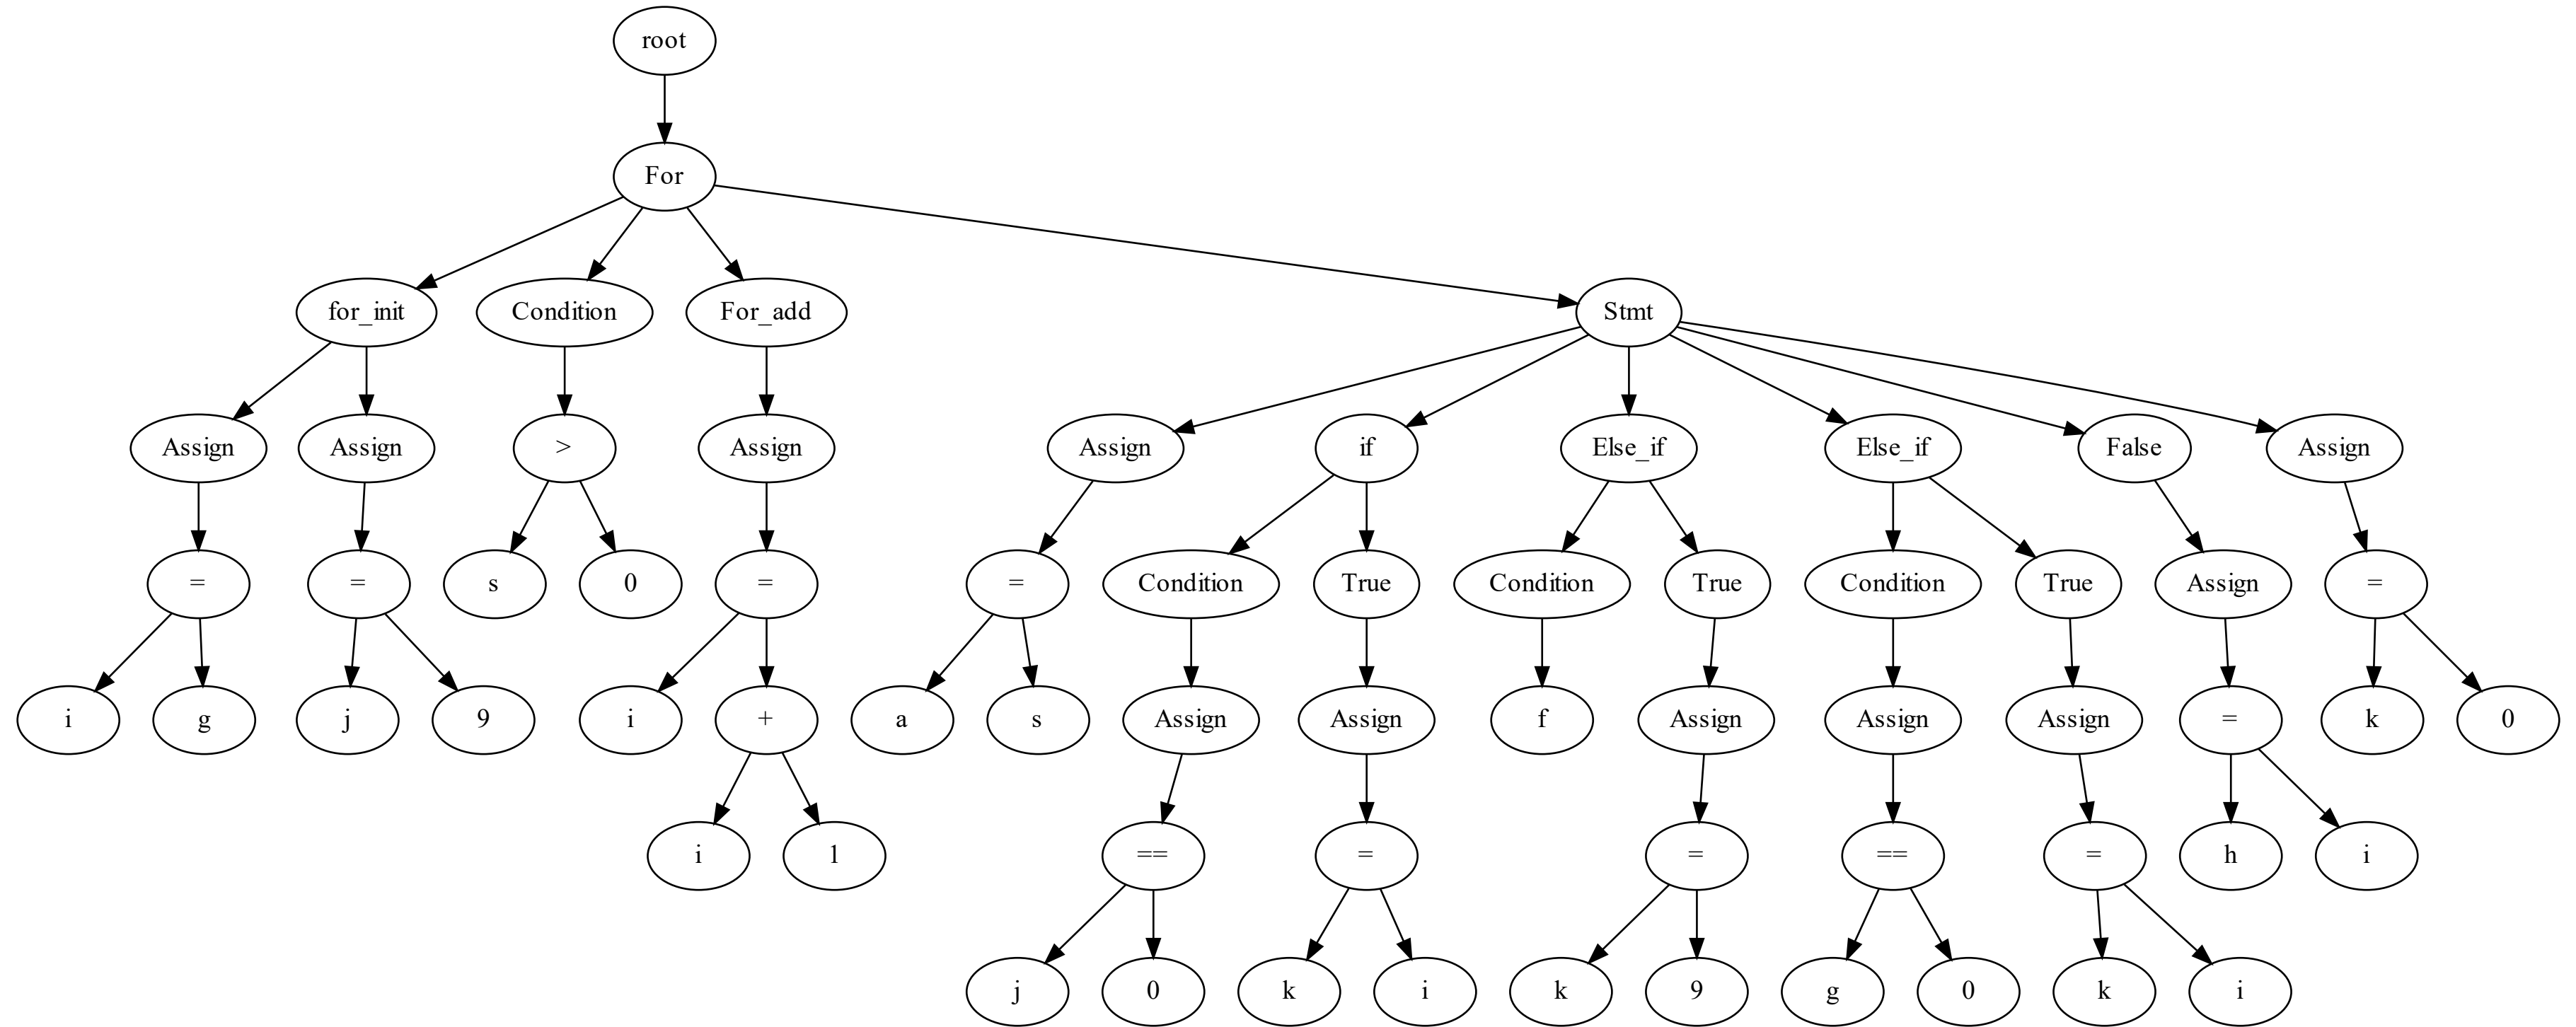 root
For
for_init Condition For_add Stmt
Assign Assign > Assign Assign if Else_if Else_if False Assign
= = s 0 = = Condition True Condition True Condition True Assign =
i g j 9 i + a s Assign Assign f Assign Assign Assign = k 0
i 1 == = = == = h i
j 0 k i k 9 g 0 k i